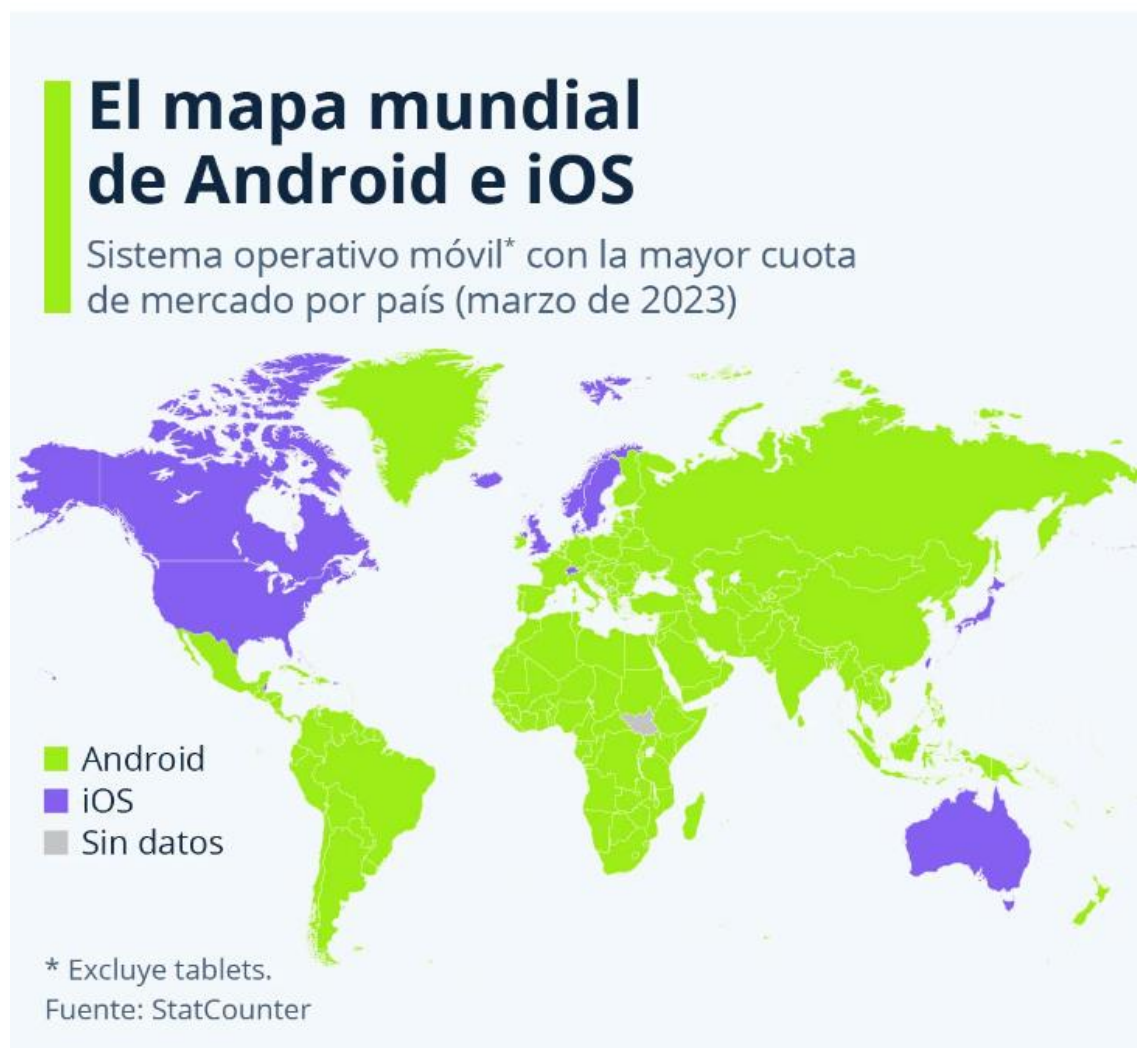 El mapa mundial
de Android e iOS
Sistema operativo móvil* con la mayor cuota
de mercado por país (marzo de 2023)
Android
iOS
Sin datos
* Excluye tablets.
Fuente: StatCounter